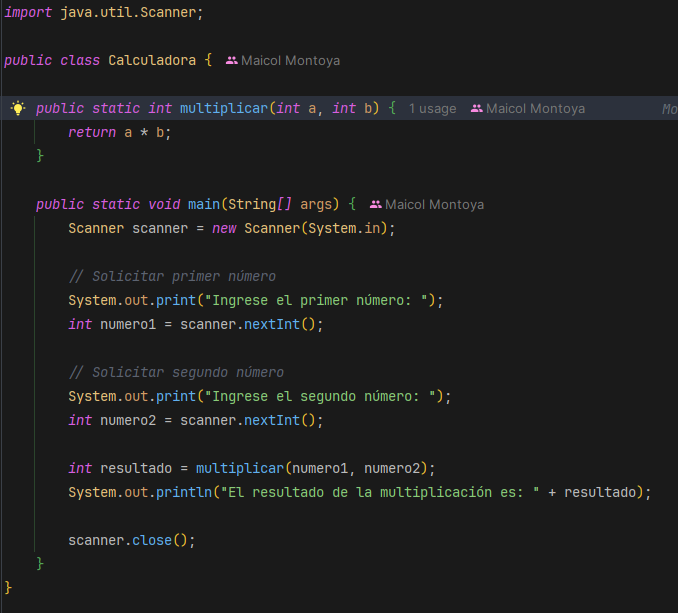 import java.util.Scanner;
public class Calculadora { Maicol Montoya
public static int multiplicar(int a, int b) { 1 usage Maicol Montoya Mo
return a * b;
}
public static void main(String[] args) { Maicol Montoya
Scanner scanner = new Scanner(System.in);
// Solicitar primer número
System.out.print("Ingrese el primer número: ");
int numero1 = scanner.nextInt();
// Solicitar segundo número
System.out.print("Ingrese el segundo número: ");
int numero2 = scanner.nextInt();
int resultado = multiplicar(numero1, numero2);
System.out.println("El resultado de la multiplicación es: " + resultado);
scanner.close();
}
}